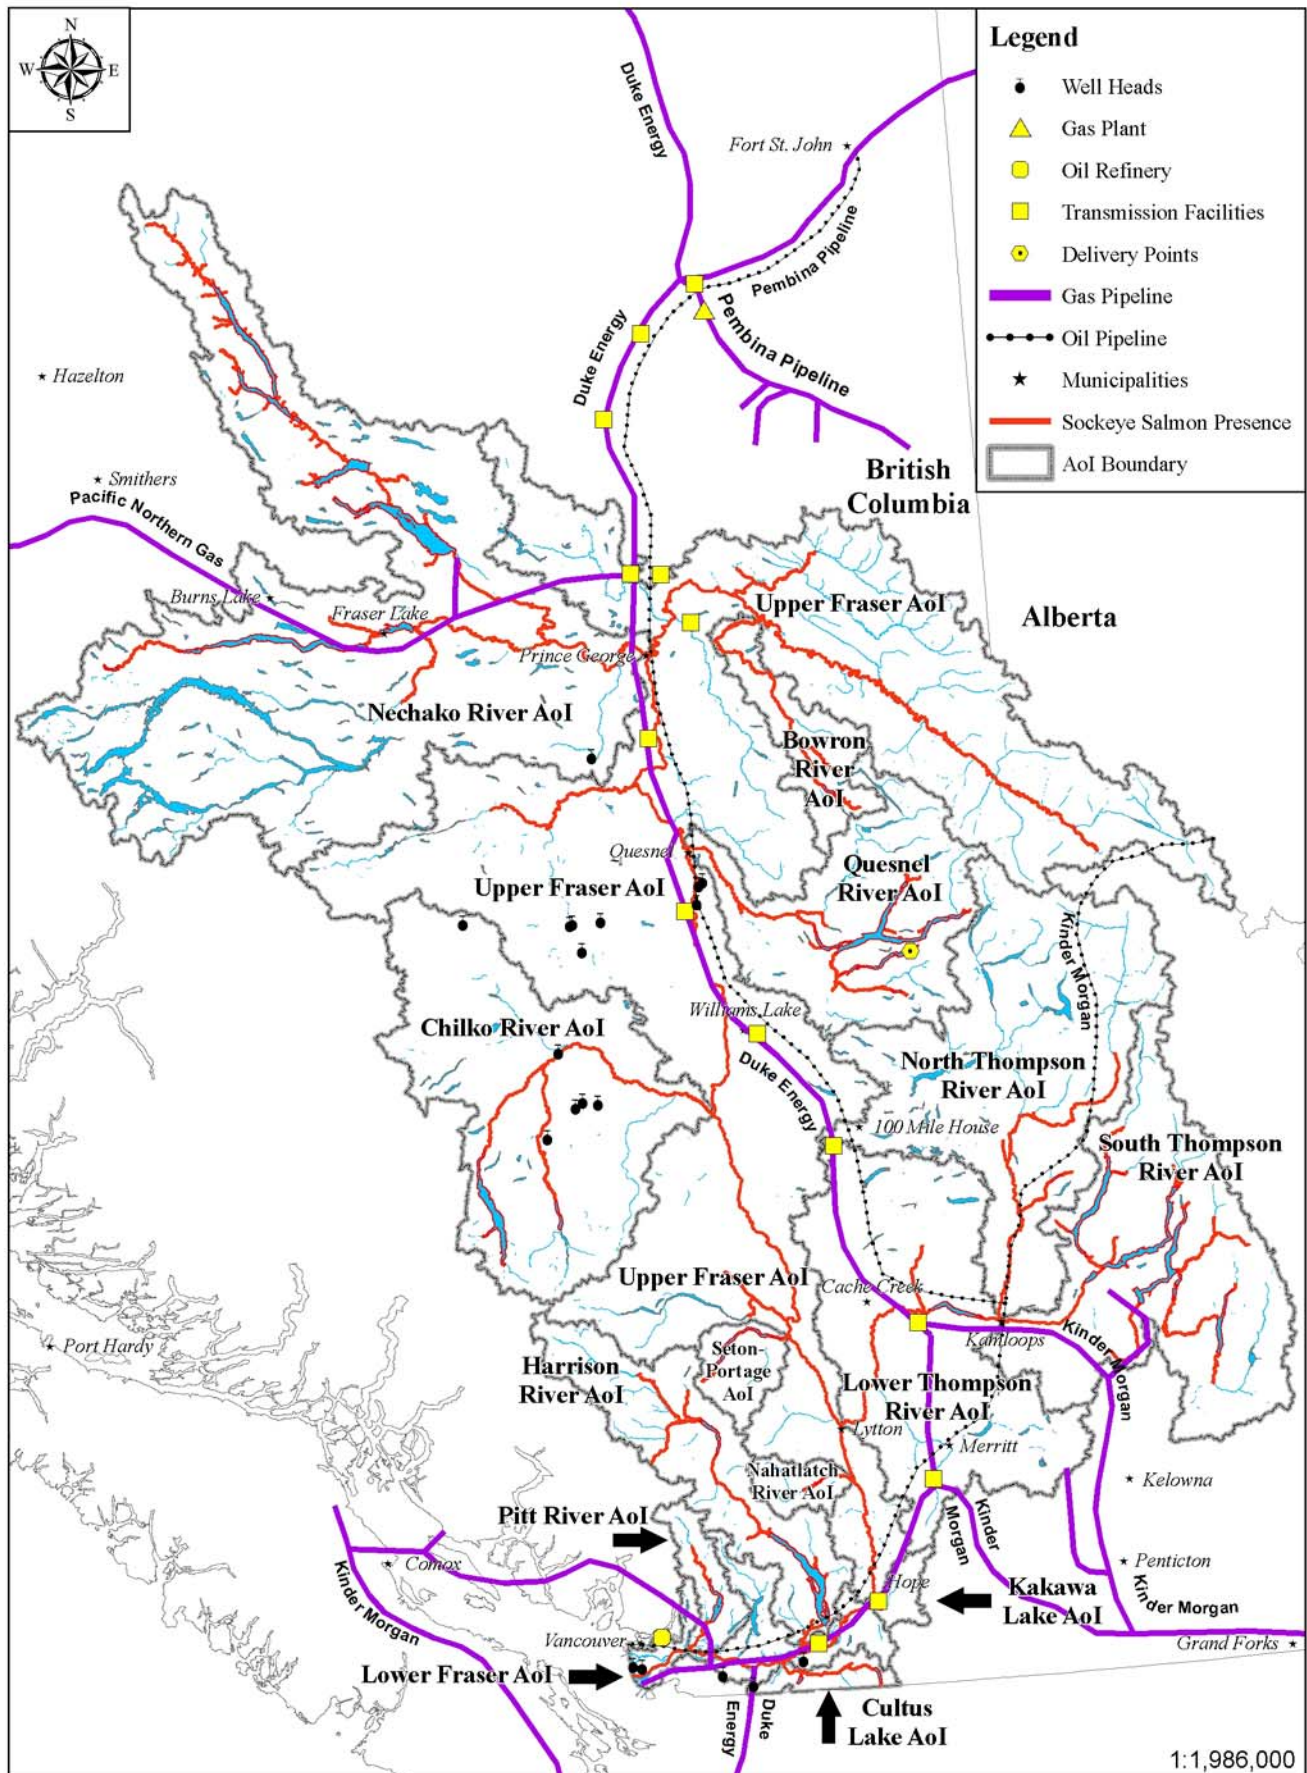 N
W
E
S
Legend
Well Heads
Gas Plant
Oil Refinery
Transmission Facilities
Delivery Points
Gas Pipeline
Oil Pipeline
Municipalities
Sockeye Salmon Presence
AoI Boundary
Duke Energy
Fort St. John
Pembina Pipeline
Duke Energy
Pembina Pipeline
Hazelton
British
Columbia
Smithers
Pacific Northern Gas
Burns Lake
Fraser Lake
Upper Fraser AoI
Alberta
Prince George
Nechako River AoI
Bowron
River
AoI
Quesnel
Quesnel
River AoI
Upper Fraser AoI
Kinder Morgan
Williams Lake
Chilko River AoI
Duke Energy
North Thompson
River AoI
100 Mile House
South Thompson
River AoI
Upper Fraser AoI
Cache Creek
Port Hardy
Harrison
River AoI
Seton-
Portage
AoI
Kamloops
Kinder Morgan
Lower Thompson
River AoI
Lytton
Merritt
Nahatlatch
River AoI
Kelowna
Pitt River AoI
Kinder
Morgan
Comox
Kinder Morgan
Hope
Penticton
Kakawa
Lake AoI
Kinder Morgan
Vancouver
Grand Forks
Lower Fraser AoI
Duke
Energy
Cultus
Lake AoI
1:1,986,000